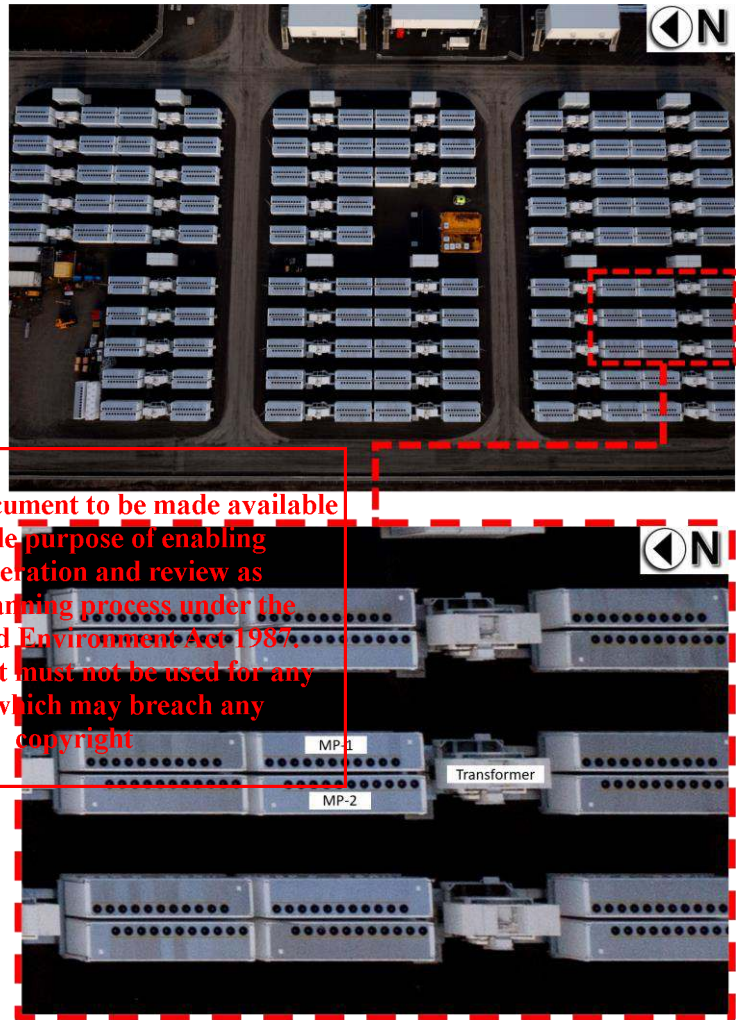 N
cument to be made available
le purpose of enabling
eration and review as
anning process under the
d Environment Act 1987.
t must not be used for any
which may breach any
copyright
N
MP-1
Transformer
MP-2